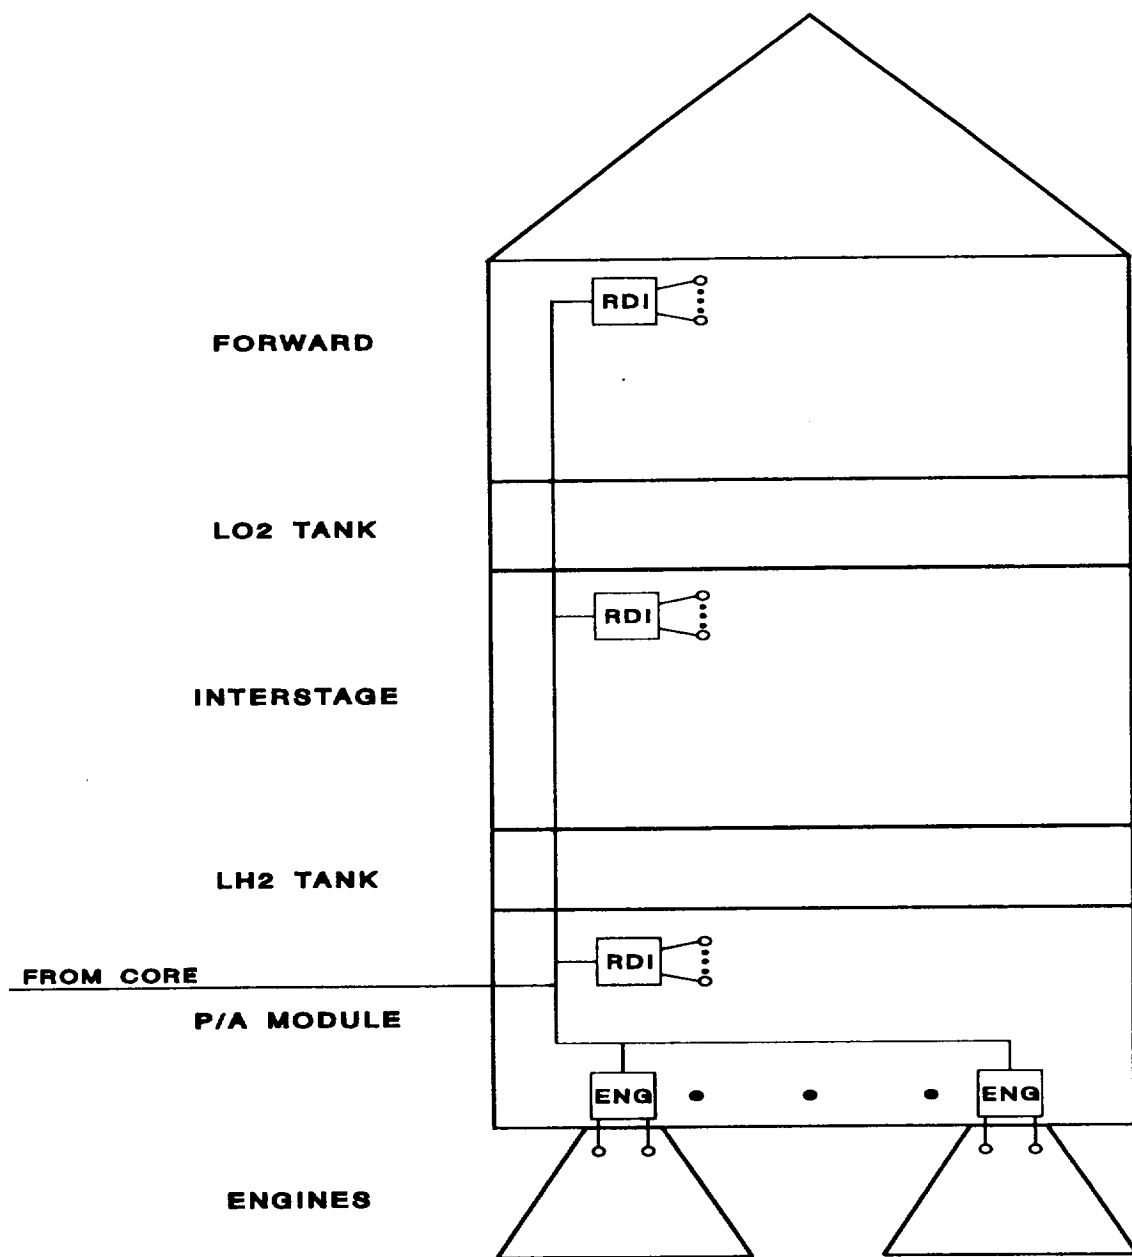 RDI
FORWARD
LO2 TANK
RDI
INTERSTAGE
LH2 TANK
RDI
FROM CORE
P/A MODULE
ENG
ENG
ENGINES